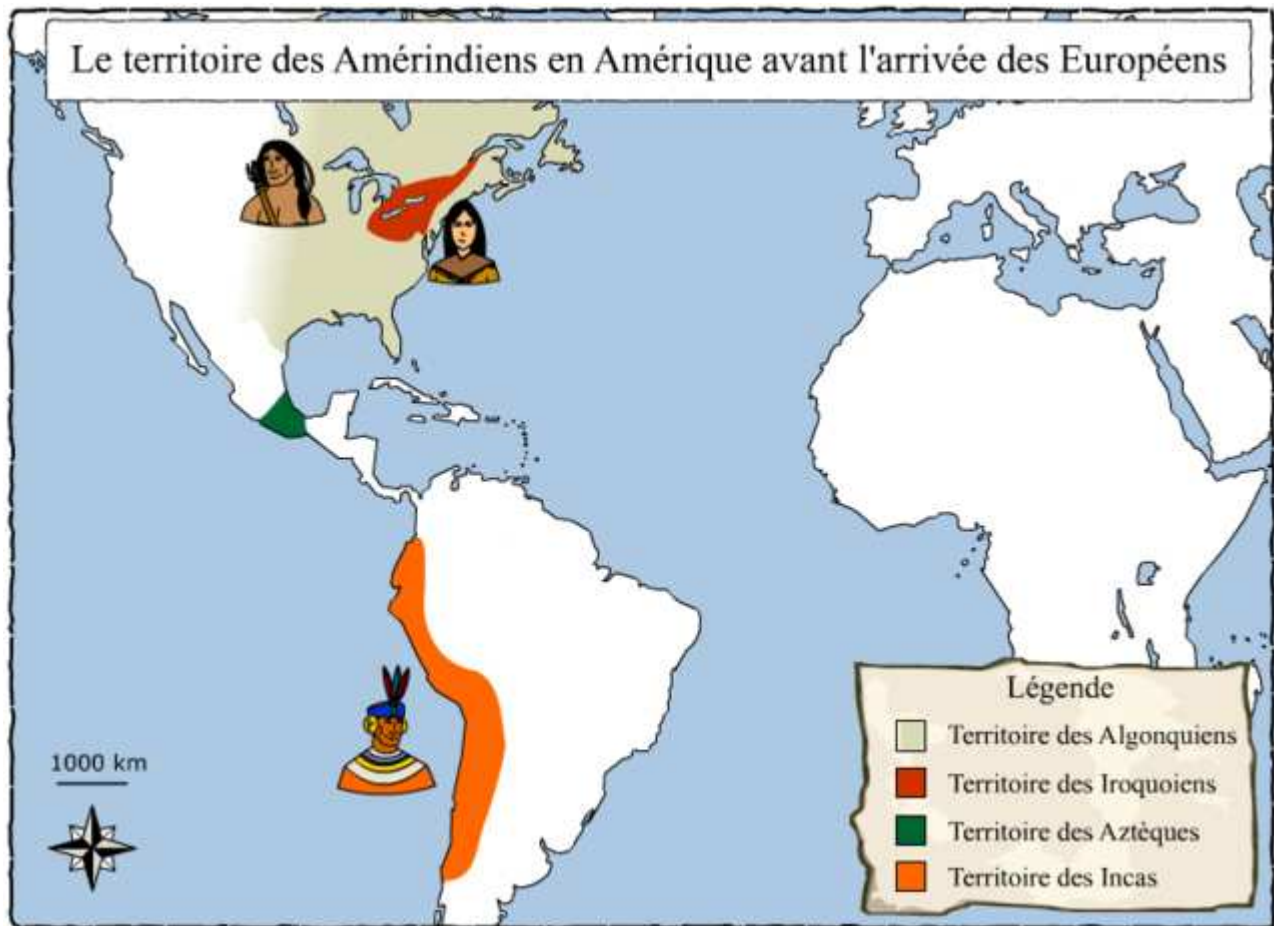 Le territoire des Amérindiens en Amérique avant l'arrivée des Européens
1000 km
Légende
Territoire des Algonquiens
Territoire des Iroquoiens
Territoire des Aztèques
Territoire des Incas